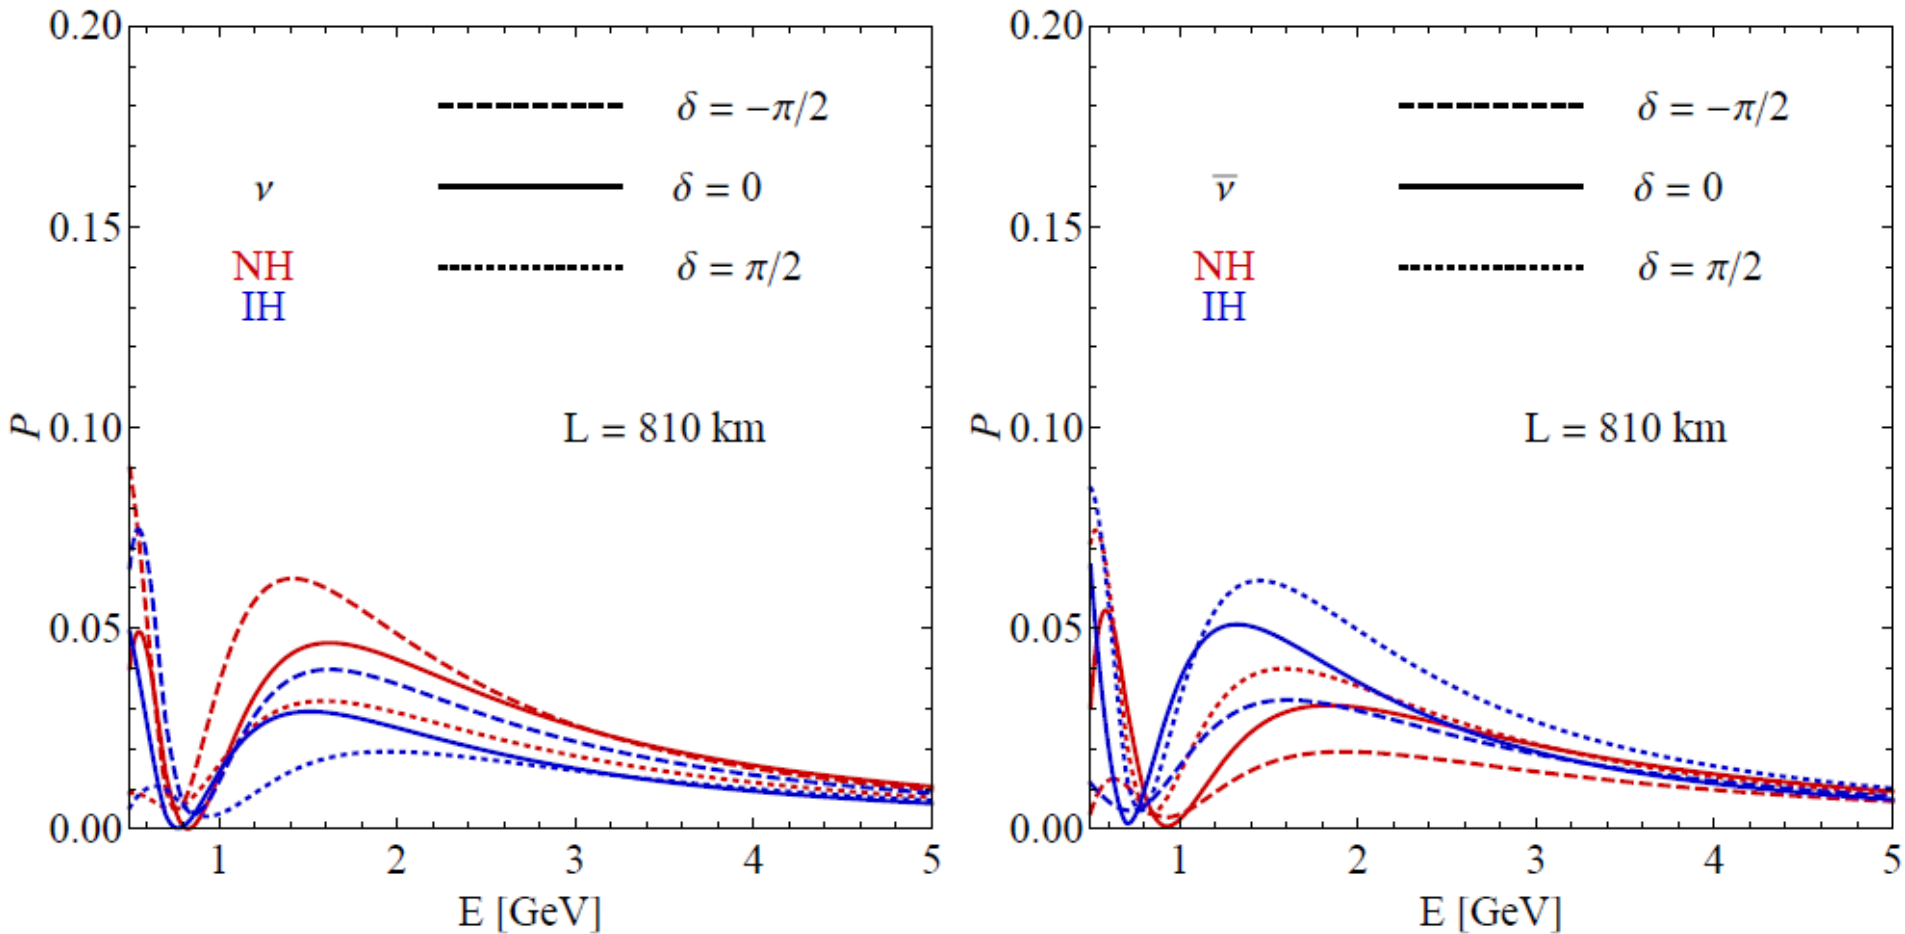 0.20
0.15
0.10
0.05
0.00
P
δ = −π/2
δ = 0
δ = π/2
ν
NH
IH
L = 810 km
1 2 3 4 5
E [GeV]
0.20
0.15
0.10
0.05
0.00
P
δ = −π/2
δ = 0
δ = π/2
ν̅
NH
IH
L = 810 km
1 2 3 4 5
E [GeV]